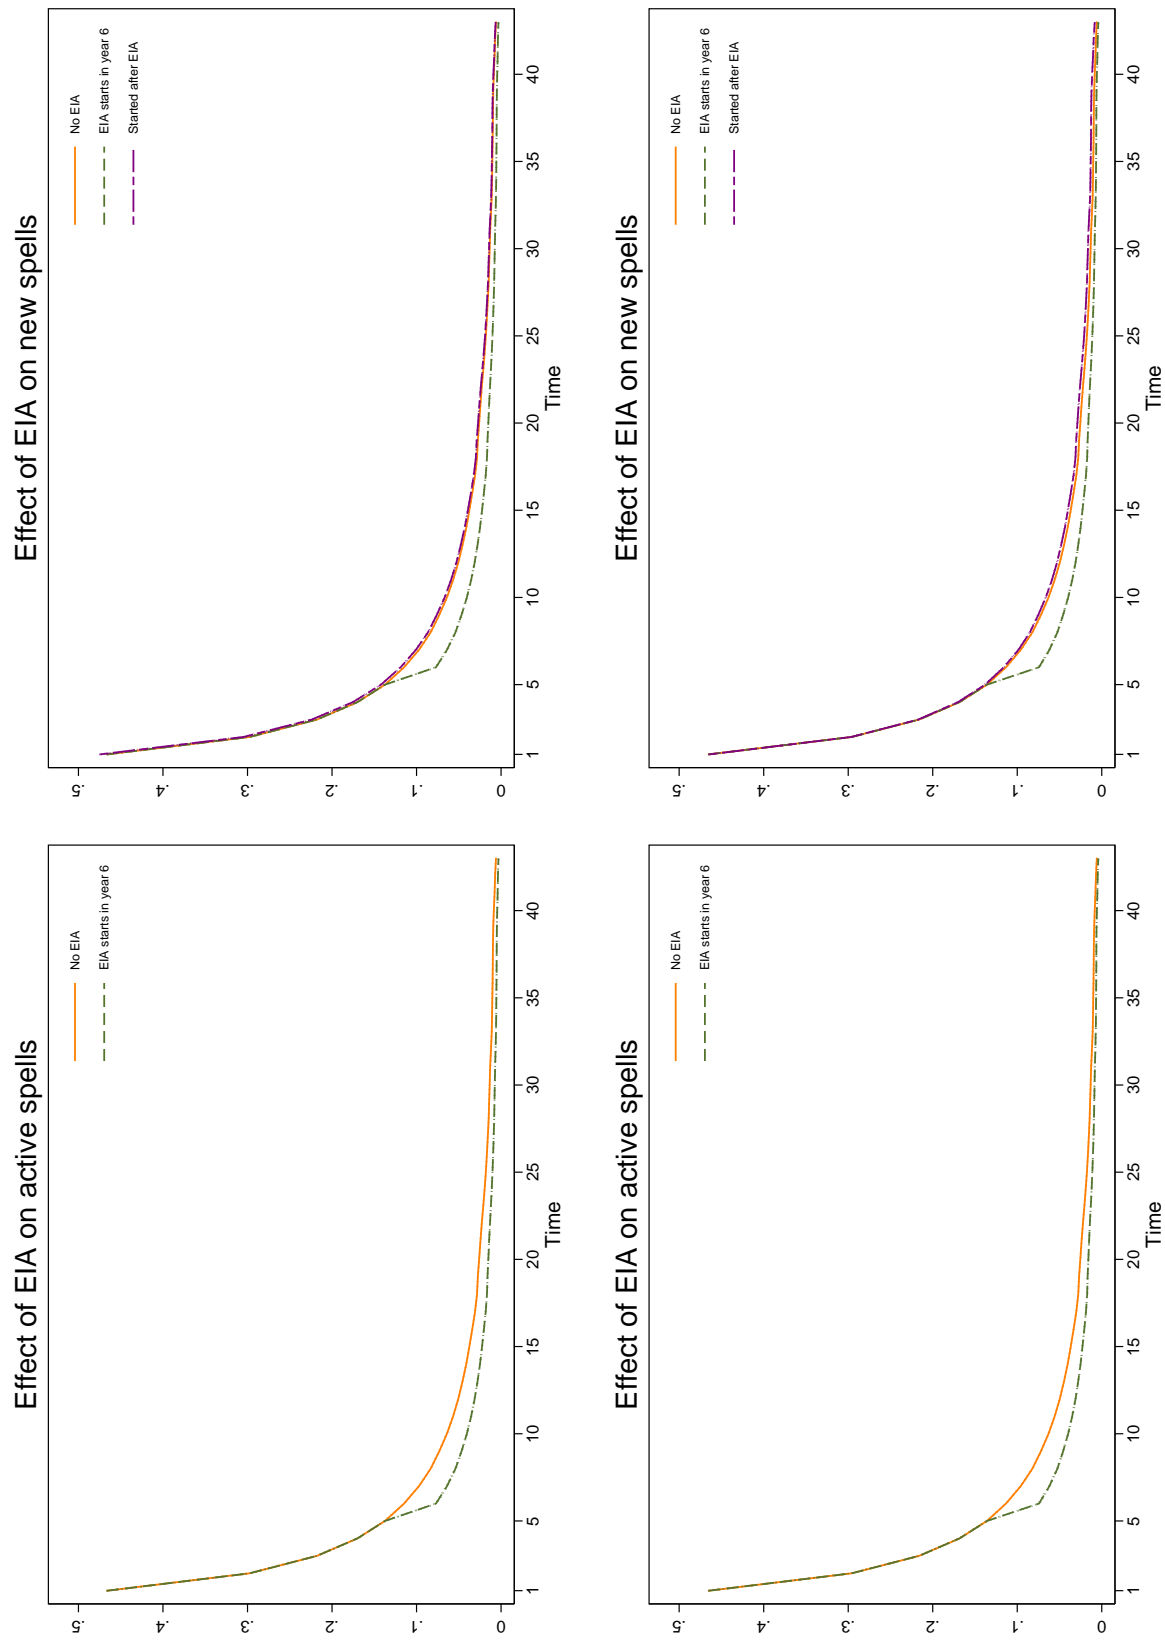 Effect of EIA on active spells
No EIA
EIA starts in year 6
.5
.4
.3
.2
.1
0
1 5 10 15 20 25 30 35 40
Time
Effect of EIA on new spells
No EIA
EIA starts in year 6
Started after EIA
.5
.4
.3
.2
.1
0
1 5 10 15 20 25 30 35 40
Time
Effect of EIA on active spells
No EIA
EIA starts in year 6
.5
.4
.3
.2
.1
0
1 5 10 15 20 25 30 35 40
Time
Effect of EIA on new spells
No EIA
EIA starts in year 6
Started after EIA
.5
.4
.3
.2
.1
0
1 5 10 15 20 25 30 35 40
Time